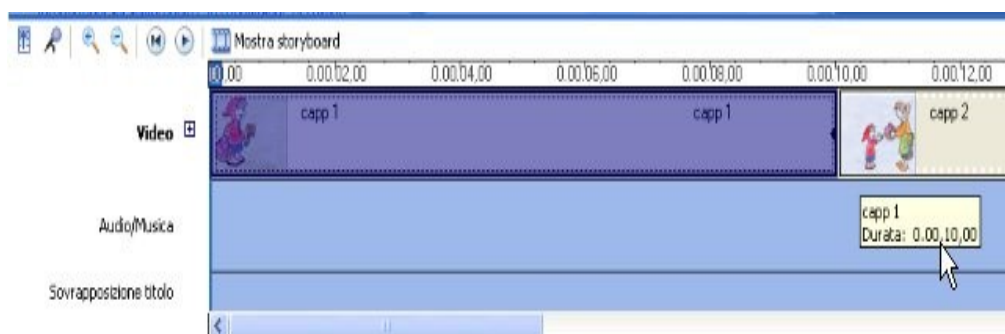 Mostra storyboard
0,00 0.00.02,00 0.00.04,00 0.00.06,00 0.00.08,00 0.00.10,00 0.00.12,00
Video
capp 1 capp 1 capp 2
Audio/Musica
capp 1
Durata: 0.00.10,00
Sovrapposizione titolo